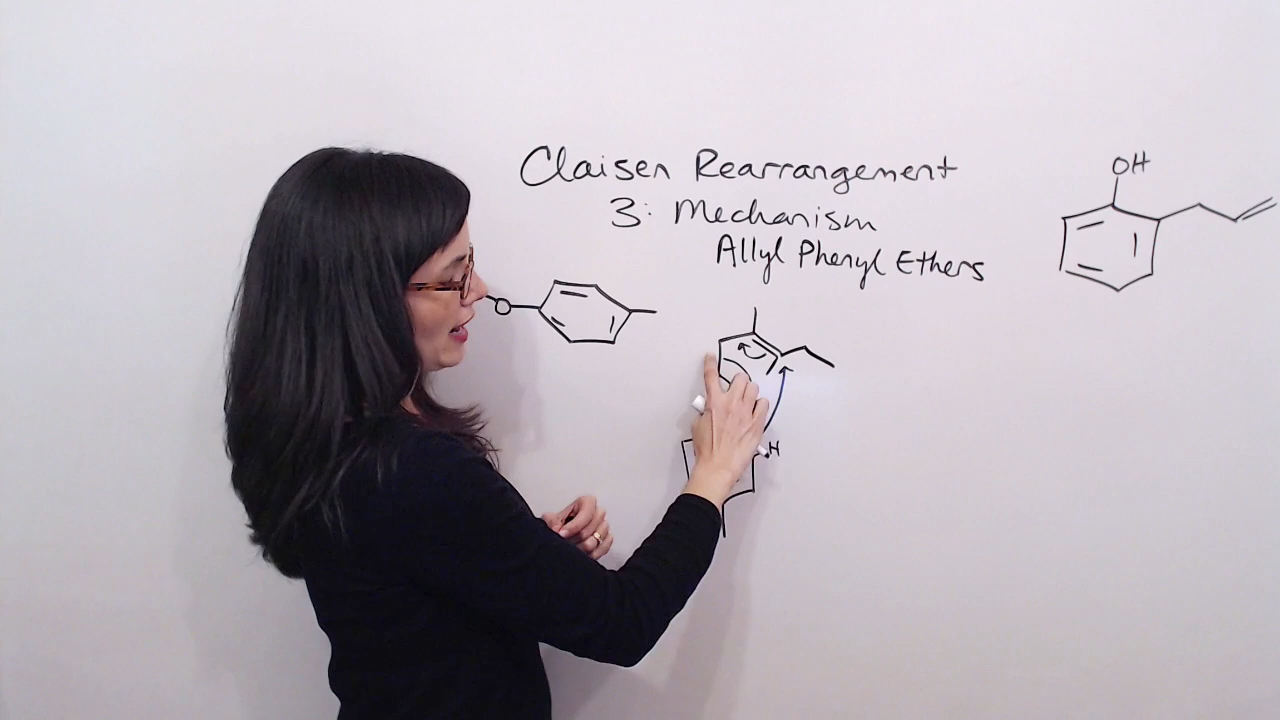 Claisen Rearrangement
3: Mechanism
Allyl Phenyl Ethers
OH
O
H